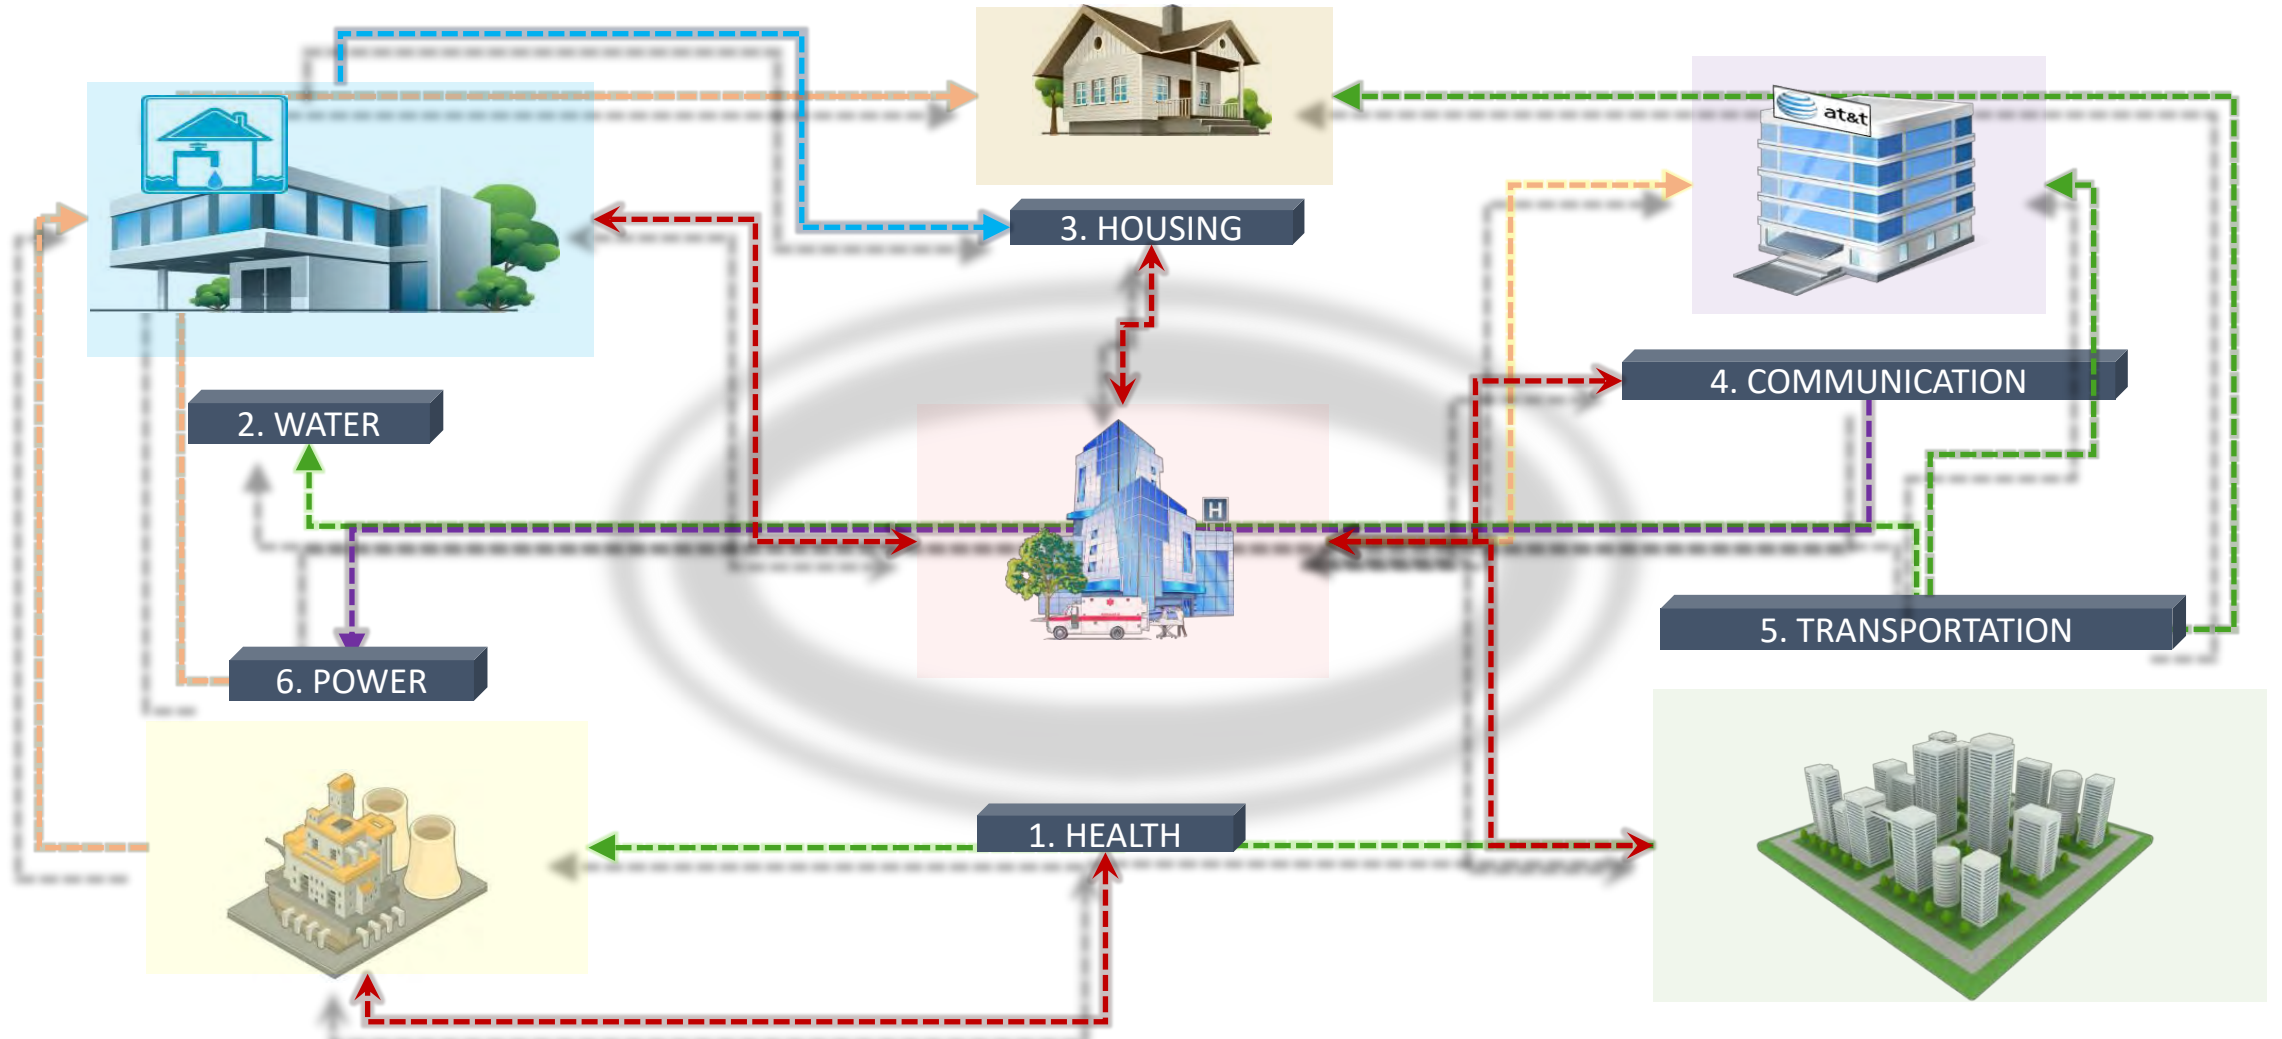 at&t
3. HOUSING
4. COMMUNICATION
2. WATER
H
5. TRANSPORTATION
6. POWER
1. HEALTH